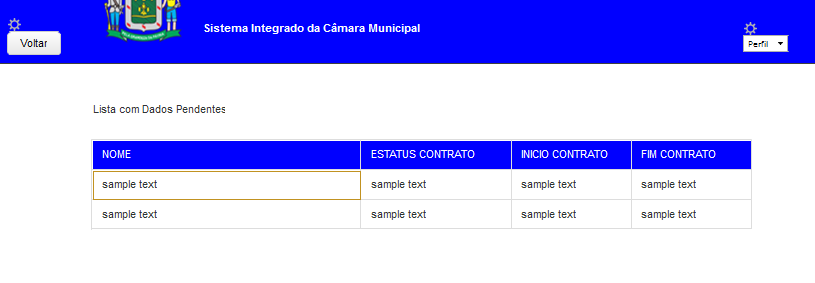 Sistema Integrado da Câmara Municipal
Voltar
Perfil
Lista com Dados Pendentes
NOME ESTATUS CONTRATO INICIO CONTRATO FIM CONTRATO
sample text sample text sample text sample text
sample text sample text sample text sample text